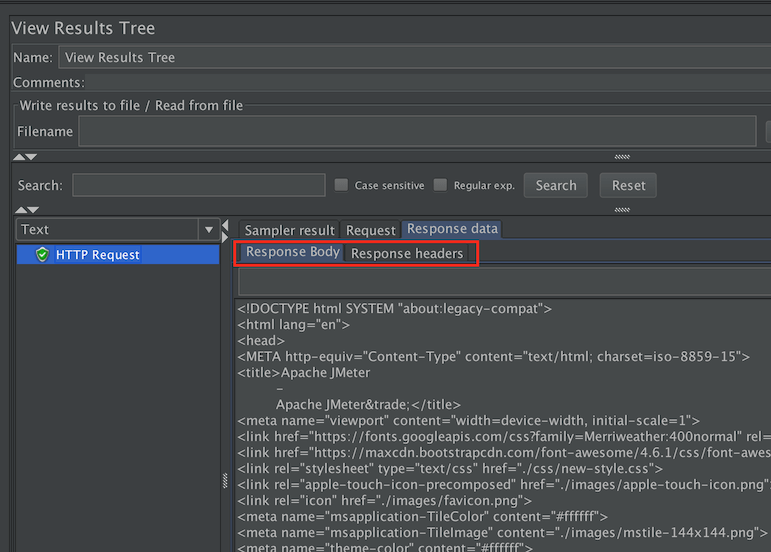 View Results Tree
Name: View Results Tree
Comments:
Write results to file / Read from file
Filename
Search: Case sensitive Regular exp. Search Reset
Text
Sampler result Request Response data
HTTP Request
Response Body Response headers
<!DOCTYPE html SYSTEM "about:legacy-compat">
<html lang="en">
<head>
<META http-equiv="Content-Type" content="text/html; charset=iso-8859-15">
<title>Apache JMeter
-
Apache JMeter&trade;</title>
<meta name="viewport" content="width=device-width, initial-scale=1">
<link href="https://fonts.googleapis.com/css?family=Merriweather:400normal" rel=
<link href="https://maxcdn.bootstrapcdn.com/font-awesome/4.6.1/css/font-awes
<link rel="stylesheet" type="text/css" href="./css/new-style.css">
<link rel="apple-touch-icon-precomposed" href="./images/apple-touch-icon.png"
<link rel="icon" href="./images/favicon.png">
<meta name="msapplication-TileColor" content="#ffffff">
<meta name="msapplication-TileImage" content="./images/mstile-144x144.png">
<meta name="theme-color" content="#ffffff">